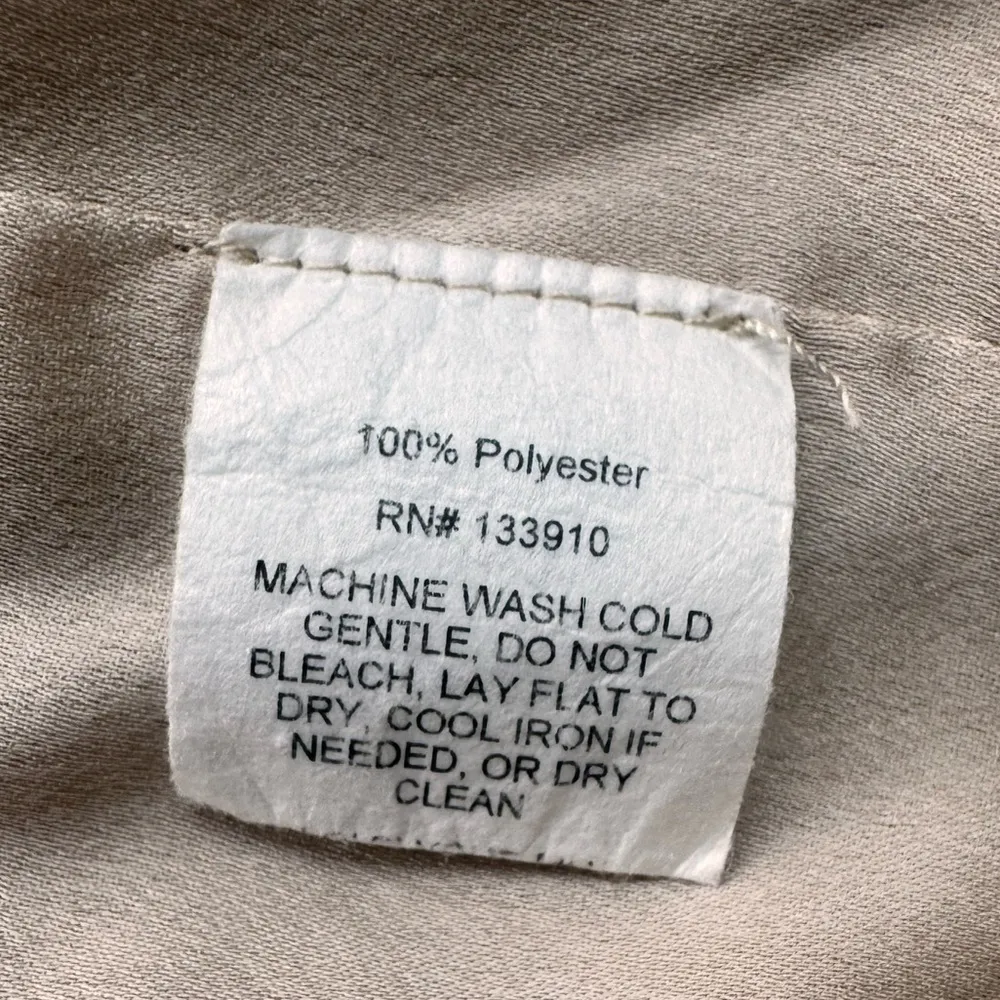 100% Polyester
RN# 133910
MACHINE WASH COLD
GENTLE, DO NOT
BLEACH, LAY FLAT TO
DRY, COOL IRON IF
NEEDED, OR DRY
CLEAN